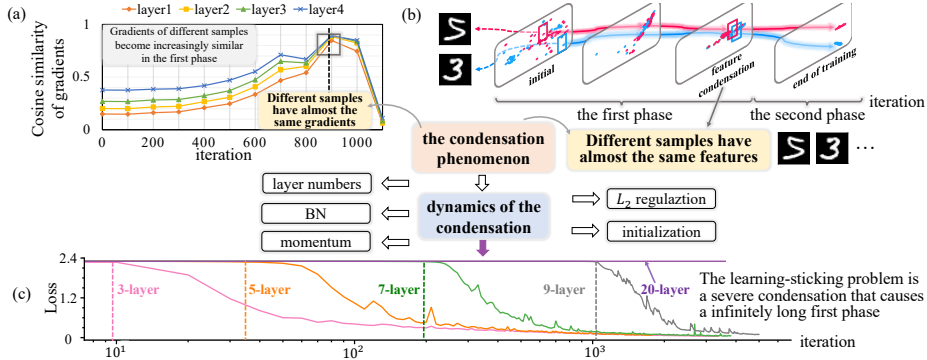 (a)
layer1 layer2 layer3 layer4
Cosine similarity
of gradients
1
0.5
0
Gradients of different samples
become increasingly similar
in the first phase
Different samples
have almost the
same gradients
0 200 400 600 800 1000
iteration
(b)
5
3
initial
feature
condensation
end of training
iteration
the first phase
the second phase
the condensation
phenomenon
Different samples have
almost the same features
5 3 ...
layer numbers
BN
momentum
dynamics of the
condensation
L2 regulaztion
initialization
(c)
Loss
2.4
1.2
0
3-layer
5-layer
7-layer
9-layer
20-layer
The learning-sticking problem is
a severe condensation that causes
a infinitely long first phase
10¹ 10² 10³
iteration